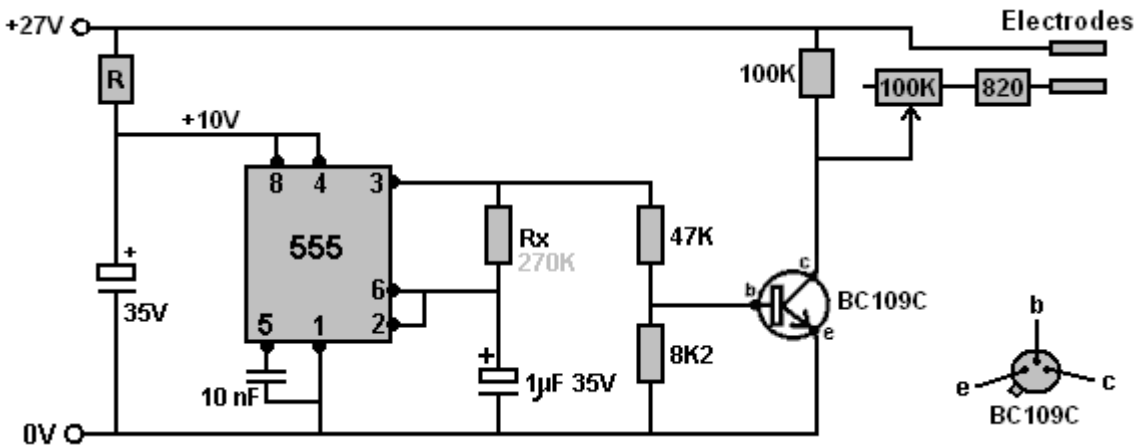 +27V
Electrodes
R
100K
100K
820
+10V
8
4
3
555
Rx
270K
47K
+
35V
6
2
c
b
BC109C
e
5
1
+
1µF 35V
8K2
10 nF
b
e
c
BC109C
0V